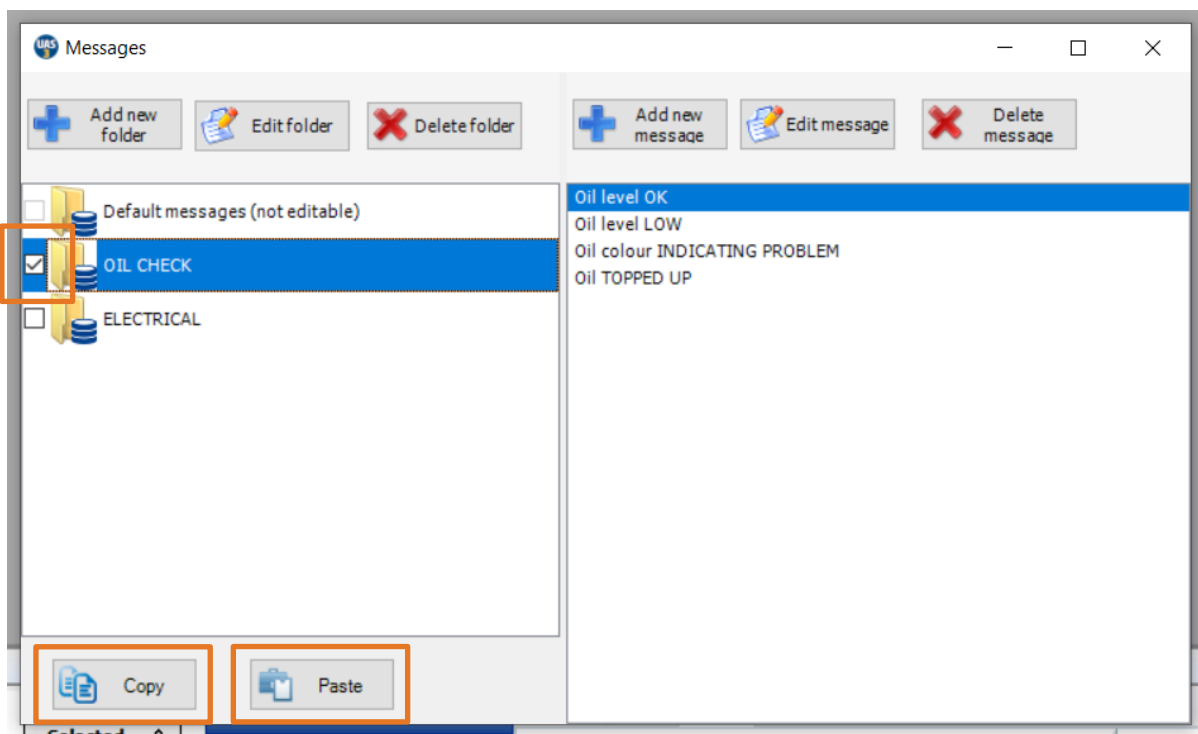 UAS
Messages
Add new
folder
Edit folder
Delete folder
Add new
message
Edit message
Delete
message
Default messages (not editable)
OIL CHECK
ELECTRICAL
Oil level OK
Oil level LOW
Oil colour INDICATING PROBLEM
Oil TOPPED UP
Copy
Paste
Selected